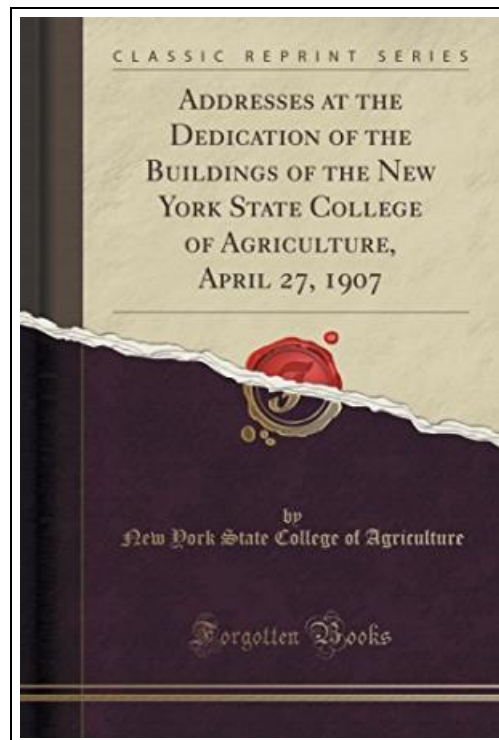 CLASSIC REPRINT SERIES
ADDRESSES AT THE
DEDICATION OF THE
BUILDINGS OF THE NEW
YORK STATE COLLEGE
OF AGRICULTURE,
APRIL 27, 1907
by
New York State College of Agriculture
Forgotten Books